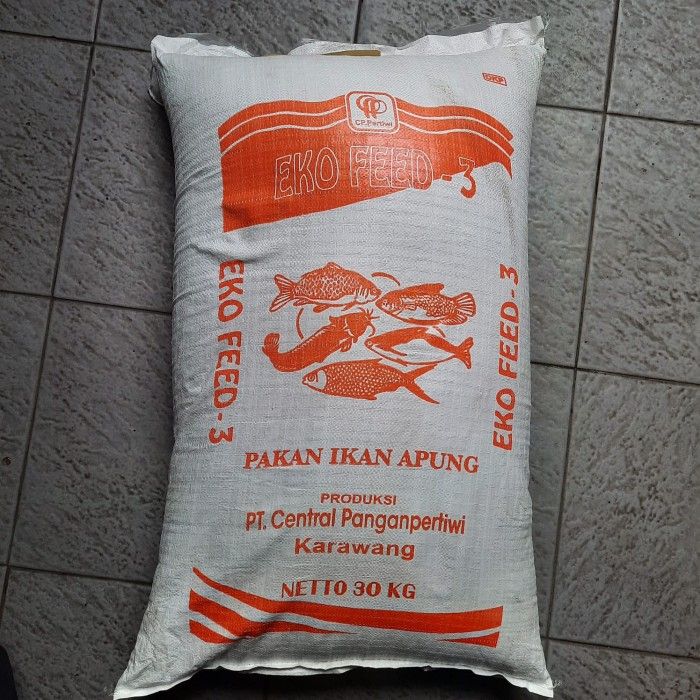 OKP
CP.Pertiwi
EKO FEED - 3
EKO FEED - 3
EKO FEED - 3
PAKAN IKAN APUNG
PRODUKSI
PT. Central Panganpertiwi
Karawang
NETTO 30 KG